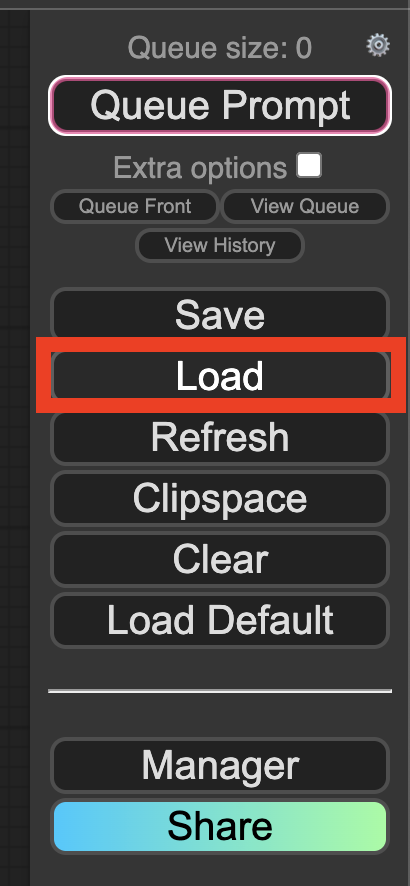 Queue size: 0
Queue Prompt
Extra options
Queue Front View Queue
View History
Save
Load
Refresh
Clipspace
Clear
Load Default
Manager
Share